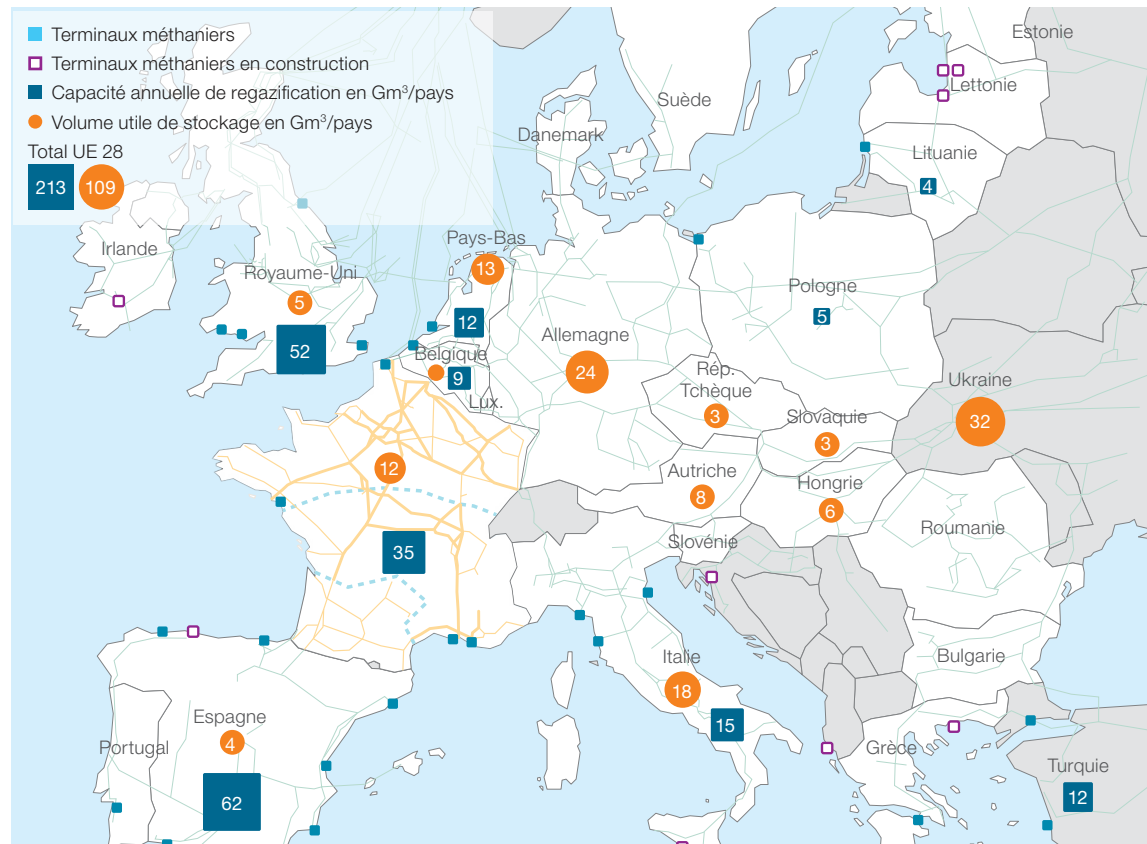 Terminaux méthaniers
Terminaux méthaniers en construction
Capacité annuelle de regazification en Gm³/pays
Volume utile de stockage en Gm³/pays
Total UE 28
213 109
Estonie
Lettonie
Suède
Danemark
Lituanie
4
Irlande
Royaume-Uni
5
52
Pays-Bas
13
12
Pologne
5
Allemagne
24
Belgique
9
Lux.
Rép.
Tchèque
3
Slovaquie
3
Ukraine
32
12
Autriche
8
Hongrie
6
Roumanie
35
Slovénie
Italie
18
15
Bulgarie
Espagne
4
Portugal
62
Grèce
Turquie
12